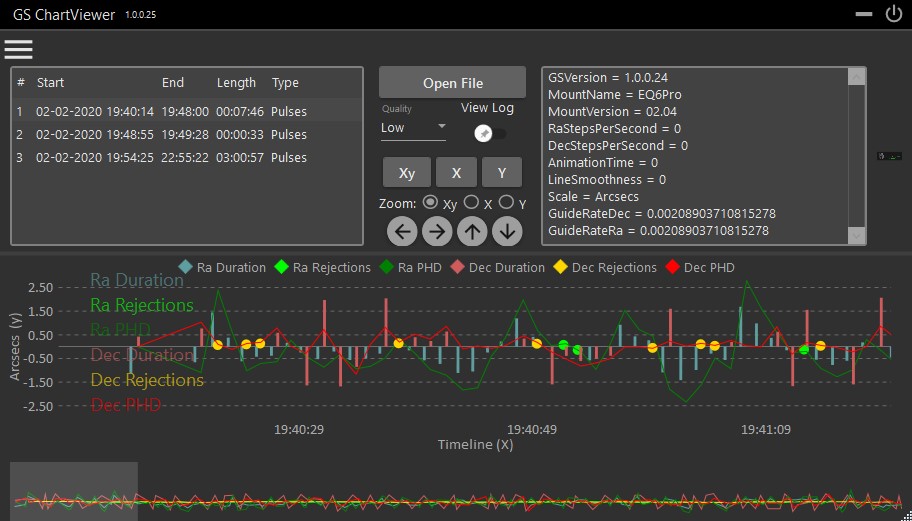 GS ChartViewer 1.0.0.25
# Start End Length Type
1 02-02-2020 19:40:14 19:48:00 00:07:46 Pulses
2 02-02-2020 19:48:55 19:49:28 00:00:33 Pulses
3 02-02-2020 19:54:25 22:55:22 03:00:57 Pulses
Open File
Quality
View Log
Low
Xy X Y
Zoom: Xy X Y
GSVersion = 1.0.0.24
MountName = EQ6Pro
MountVersion = 02.04
RaStepsPerSecond = 0
DecStepsPerSecond = 0
AnimationTime = 0
LineSmoothness = 0
Scale = Arcsecs
GuideRateDec = 0.00208903710815278
GuideRateRa = 0.00208903710815278
Ra Duration Ra Rejections Ra PHD Dec Duration Dec Rejections Dec PHD
Ra Duration
Ra Rejections
Ra PHD
Dec Duration
Dec Rejections
Dec PHD
Arcsecs (y)
2.50
1.50
0.50
-0.50
-1.50
-2.50
19:40:29 19:40:49 19:41:09
Timeline (X)